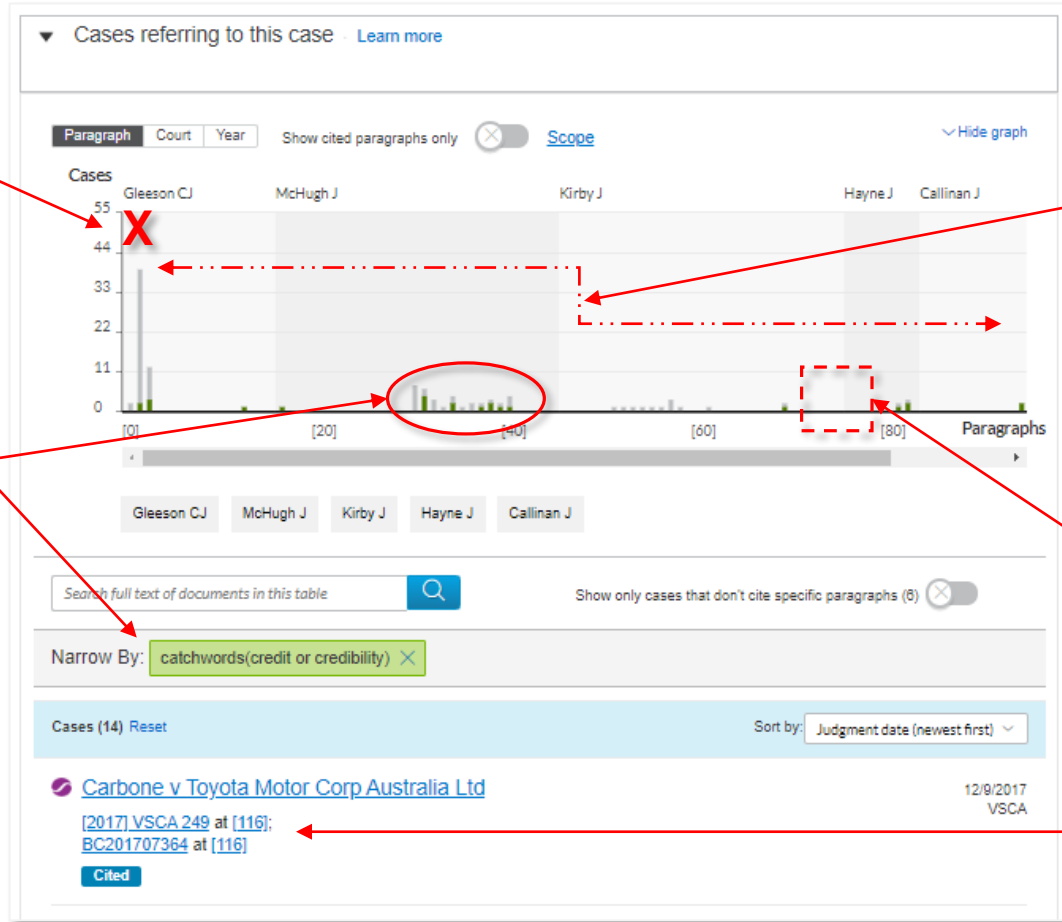 Cases referring to this case · Learn more
Paragraph Court Year Show cited paragraphs only Scope Hide graph
Cases
Gleeson CJ McHugh J Kirby J Hayne J Callinan J
55
X
44
33
22
11
0
[0] [20] [40] [60] [80] Paragraphs
Gleeson CJ McHugh J Kirby J Hayne J Callinan J
Search full text of documents in this table Show only cases that don't cite specific paragraphs (6)
Narrow By: catchwords(credit or credibility)
Cases (14) Reset Sort by: Judgment date (newest first)
Carbone v Toyota Motor Corp Australia Ltd 12/9/2017
[2017] VSCA 249 at [116]; VSCA
BC201707364 at [116]
Cited